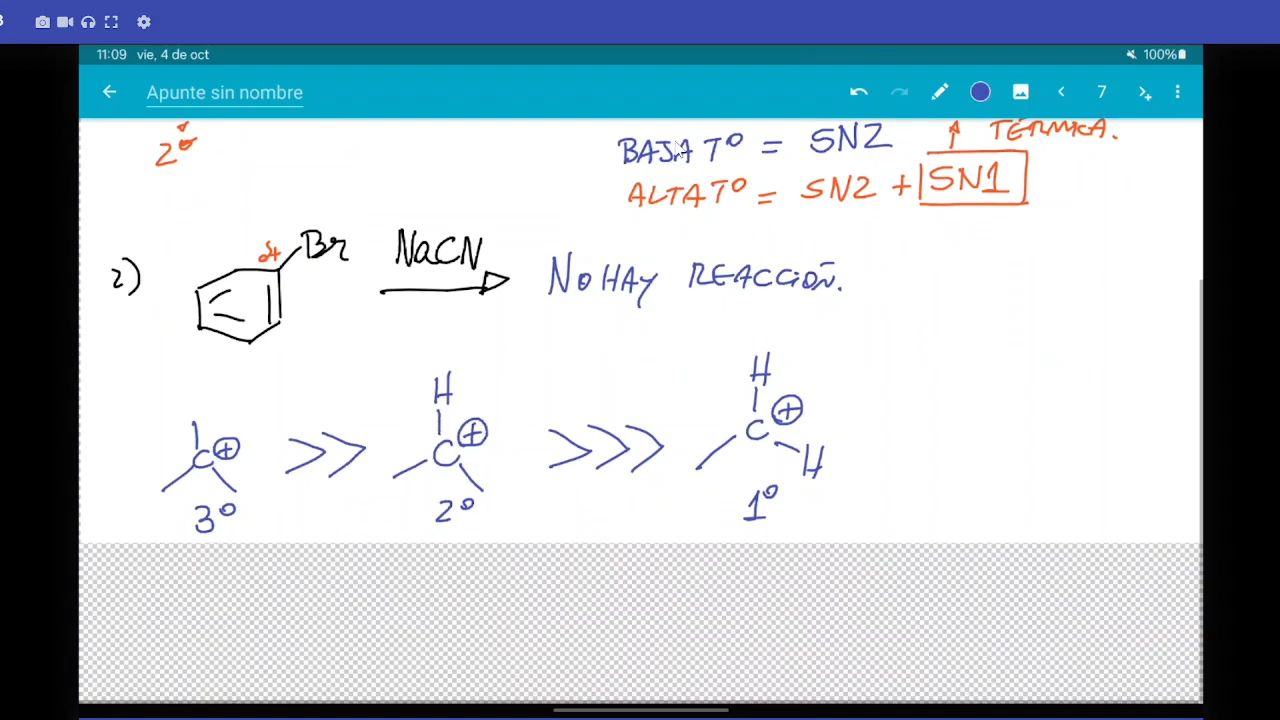 3
11:09 vie, 4 de oct
100%
Apunte sin nombre
7
2°
BAJA T° = SN2
TÉRMICA.
ALTA T° = SN2 + SN1
2)
δ+
Br
NaCN
NO HAY REACCIÓN.
H
H
C +
>>
C +
>>>
C +
H
3°
2°
1°